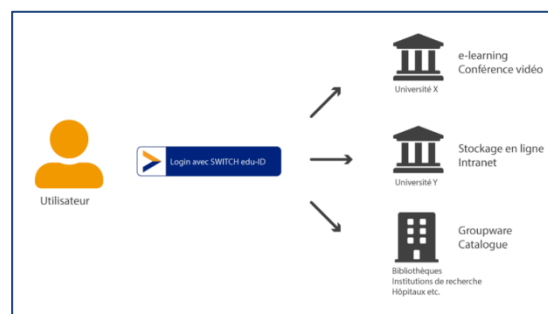 e-learning
Conférence vidéo
Université X
Login avec SWITCH edu-ID
Utilisateur
Stockage en ligne
Intranet
Université Y
Groupware
Catalogue
Bibliothèques
Institutions de recherche
Hôpitaux etc.